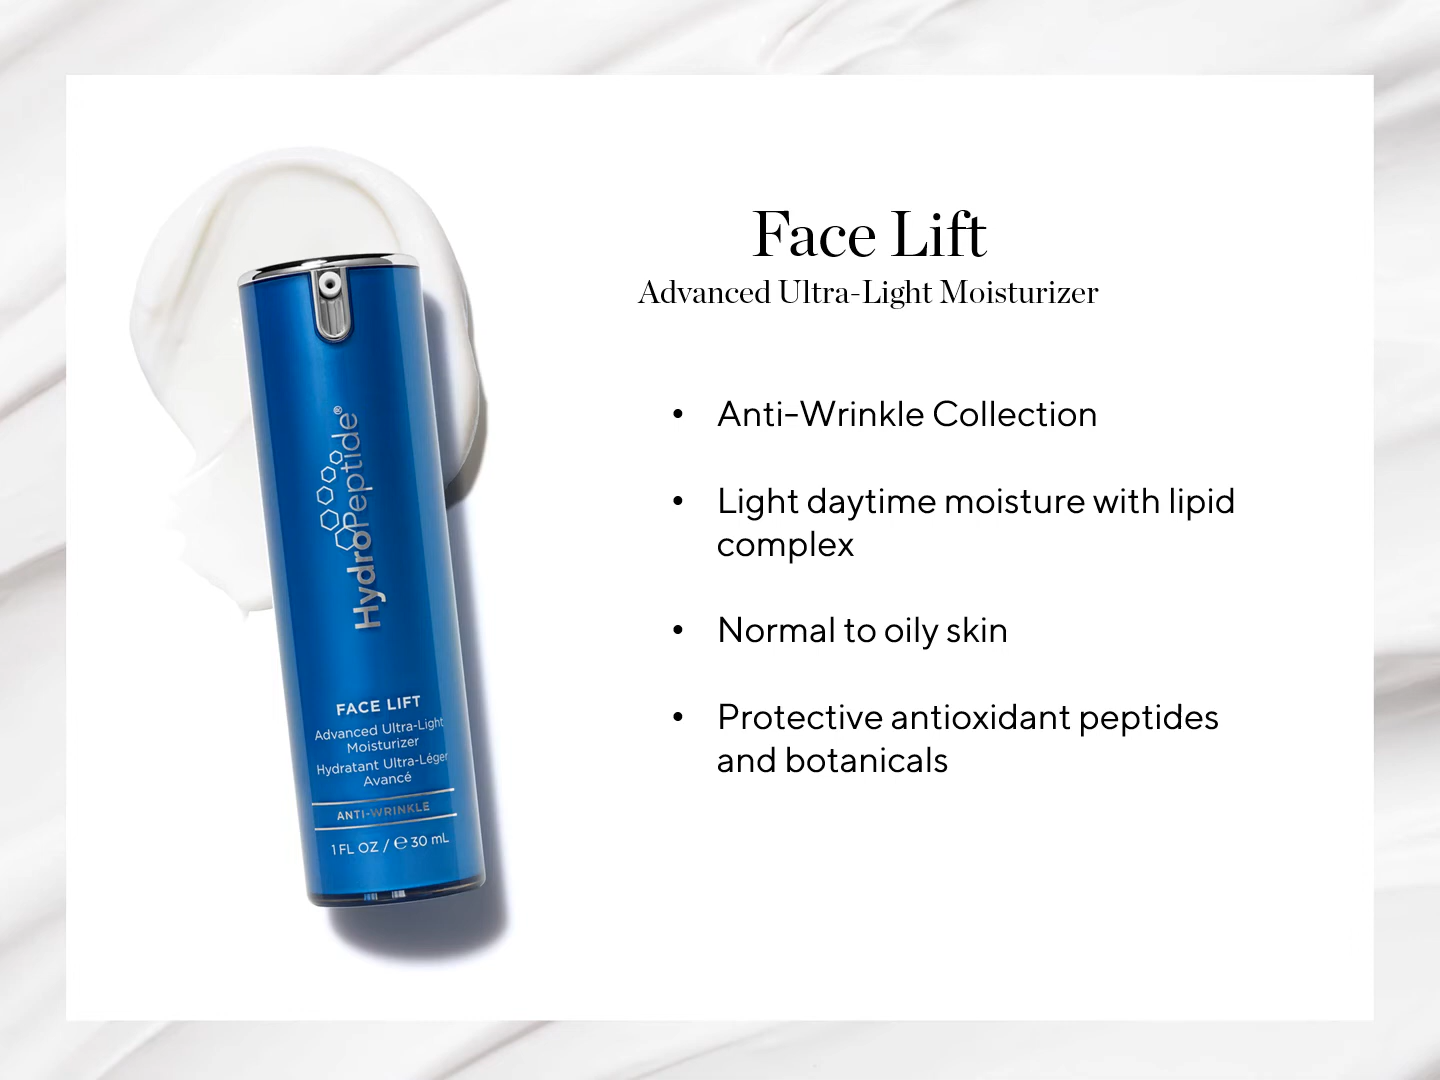 Face Lift
Advanced Ultra-Light Moisturizer
• Anti-Wrinkle Collection
• Light daytime moisture with lipid
complex
• Normal to oily skin
• Protective antioxidant peptides
and botanicals
HydroPeptide®
FACE LIFT
Advanced Ultra-Light
Moisturizer
Hydratant Ultra-Léger
Avancé
ANTI-WRINKLE
1 FL OZ / ℮ 30 mL